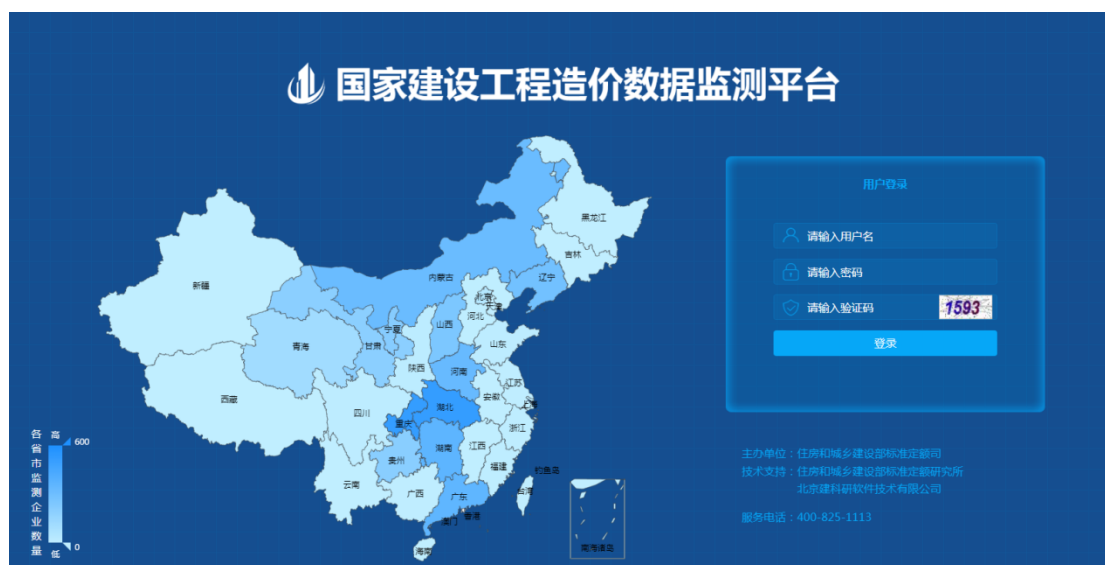 国家建设工程造价数据监测平台
用户登录
请输入用户名
请输入密码
请输入验证码
1593
登录
黑龙江
吉林
辽宁
内蒙古
新疆
北京
天津
河北
山西
宁夏
山东
青海
甘肃
陕西
河南
江苏
安徽
上海
西藏
四川
湖北
重庆
浙江
湖南
江西
贵州
福建
钓鱼岛
云南
广西
广东
台湾
香港
澳门
海南
南海诸岛
各省市监测企业数量
高
600
低
0
主办单位：住房和城乡建设部标准定额司
技术支持：住房和城乡建设部标准定额研究所
北京建科研软件技术有限公司
服务电话：400-825-1113